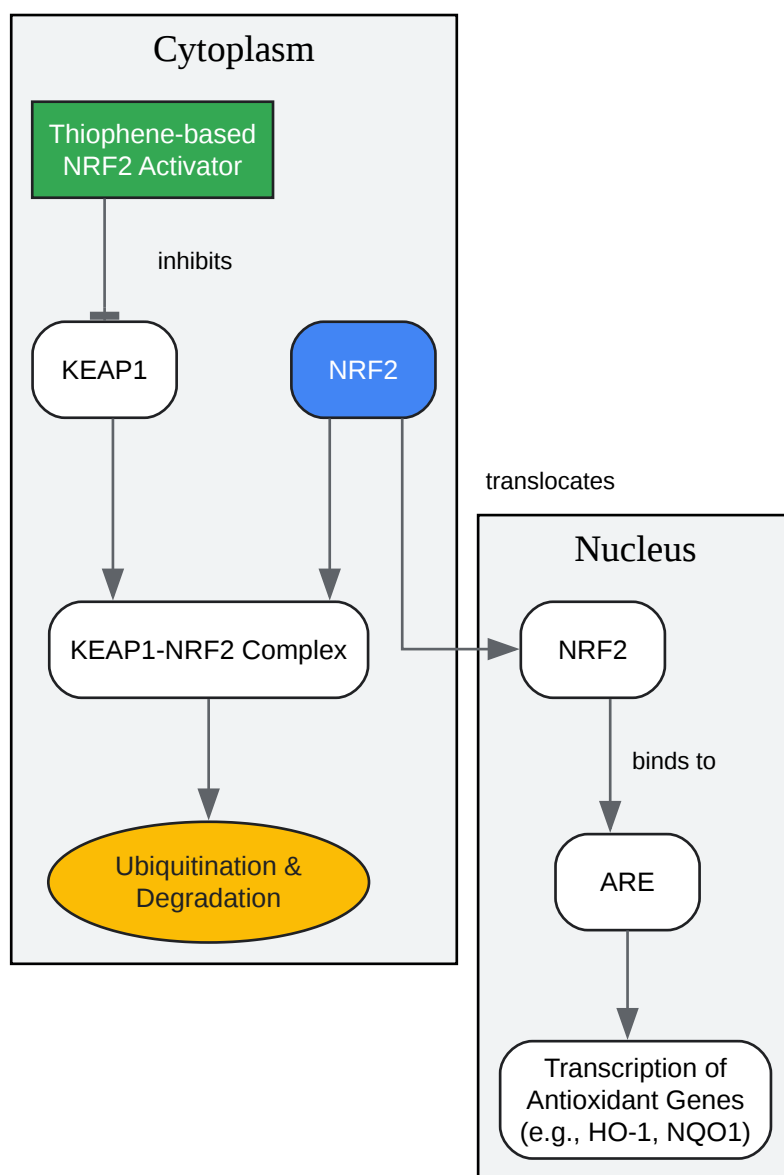 Cytoplasm
Thiophene-based
NRF2 Activator
inhibits
KEAP1
NRF2
translocates
Nucleus
KEAP1-NRF2 Complex
NRF2
binds to
Ubiquitination &
Degradation
ARE
Transcription of
Antioxidant Genes
(e.g., HO-1, NQO1)